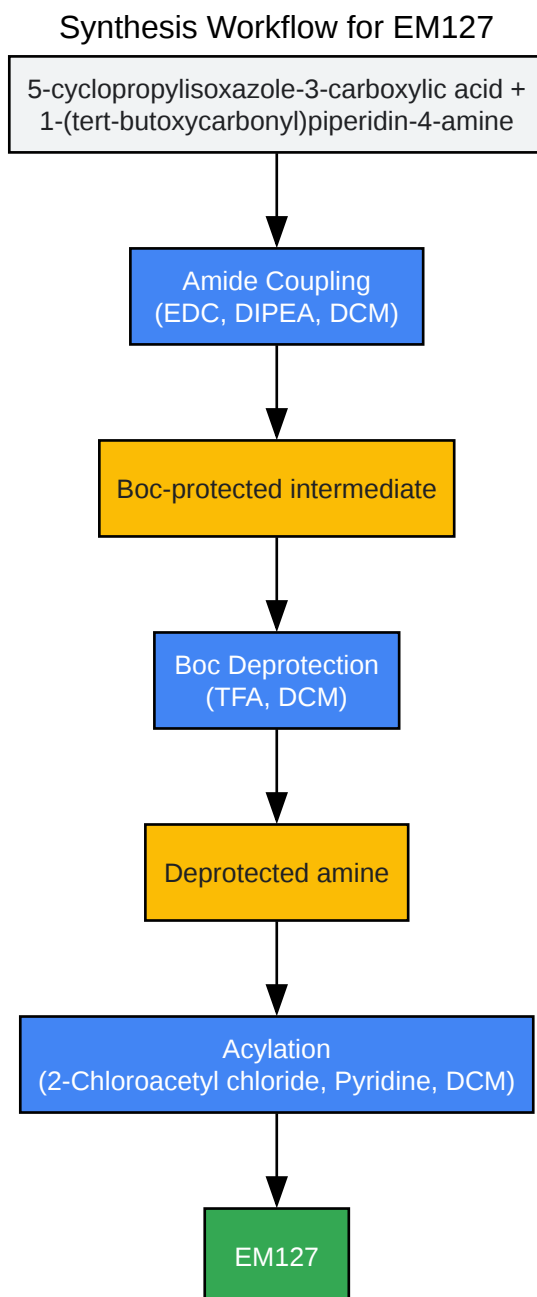 Synthesis Workflow for EM127
5-cyclopropylisoxazole-3-carboxylic acid +
1-(tert-butoxycarbonyl)piperidin-4-amine
Amide Coupling
(EDC, DIPEA, DCM)
Boc-protected intermediate
Boc Deprotection
(TFA, DCM)
Deprotected amine
Acylation
(2-Chloroacetyl chloride, Pyridine, DCM)
EM127